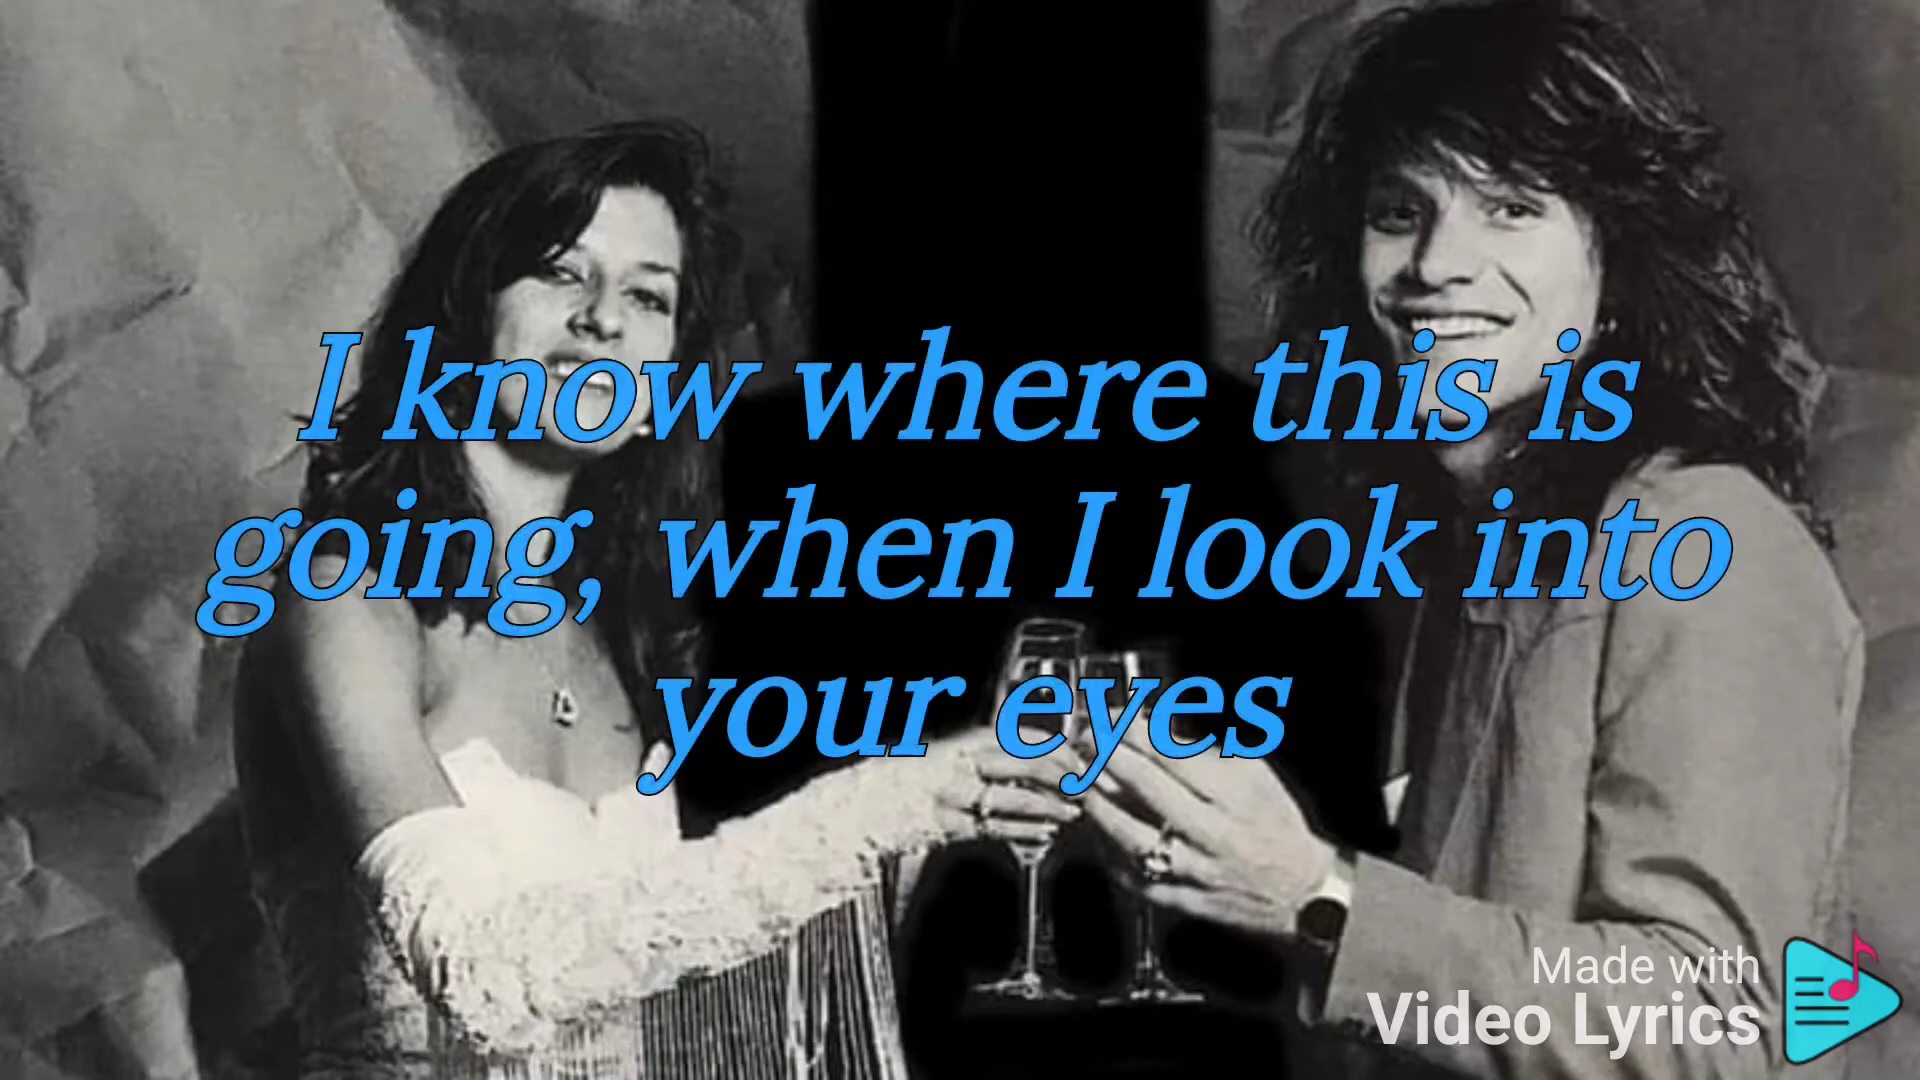 I know where this is
going, when I look into
your eyes
Made with
Video Lyrics